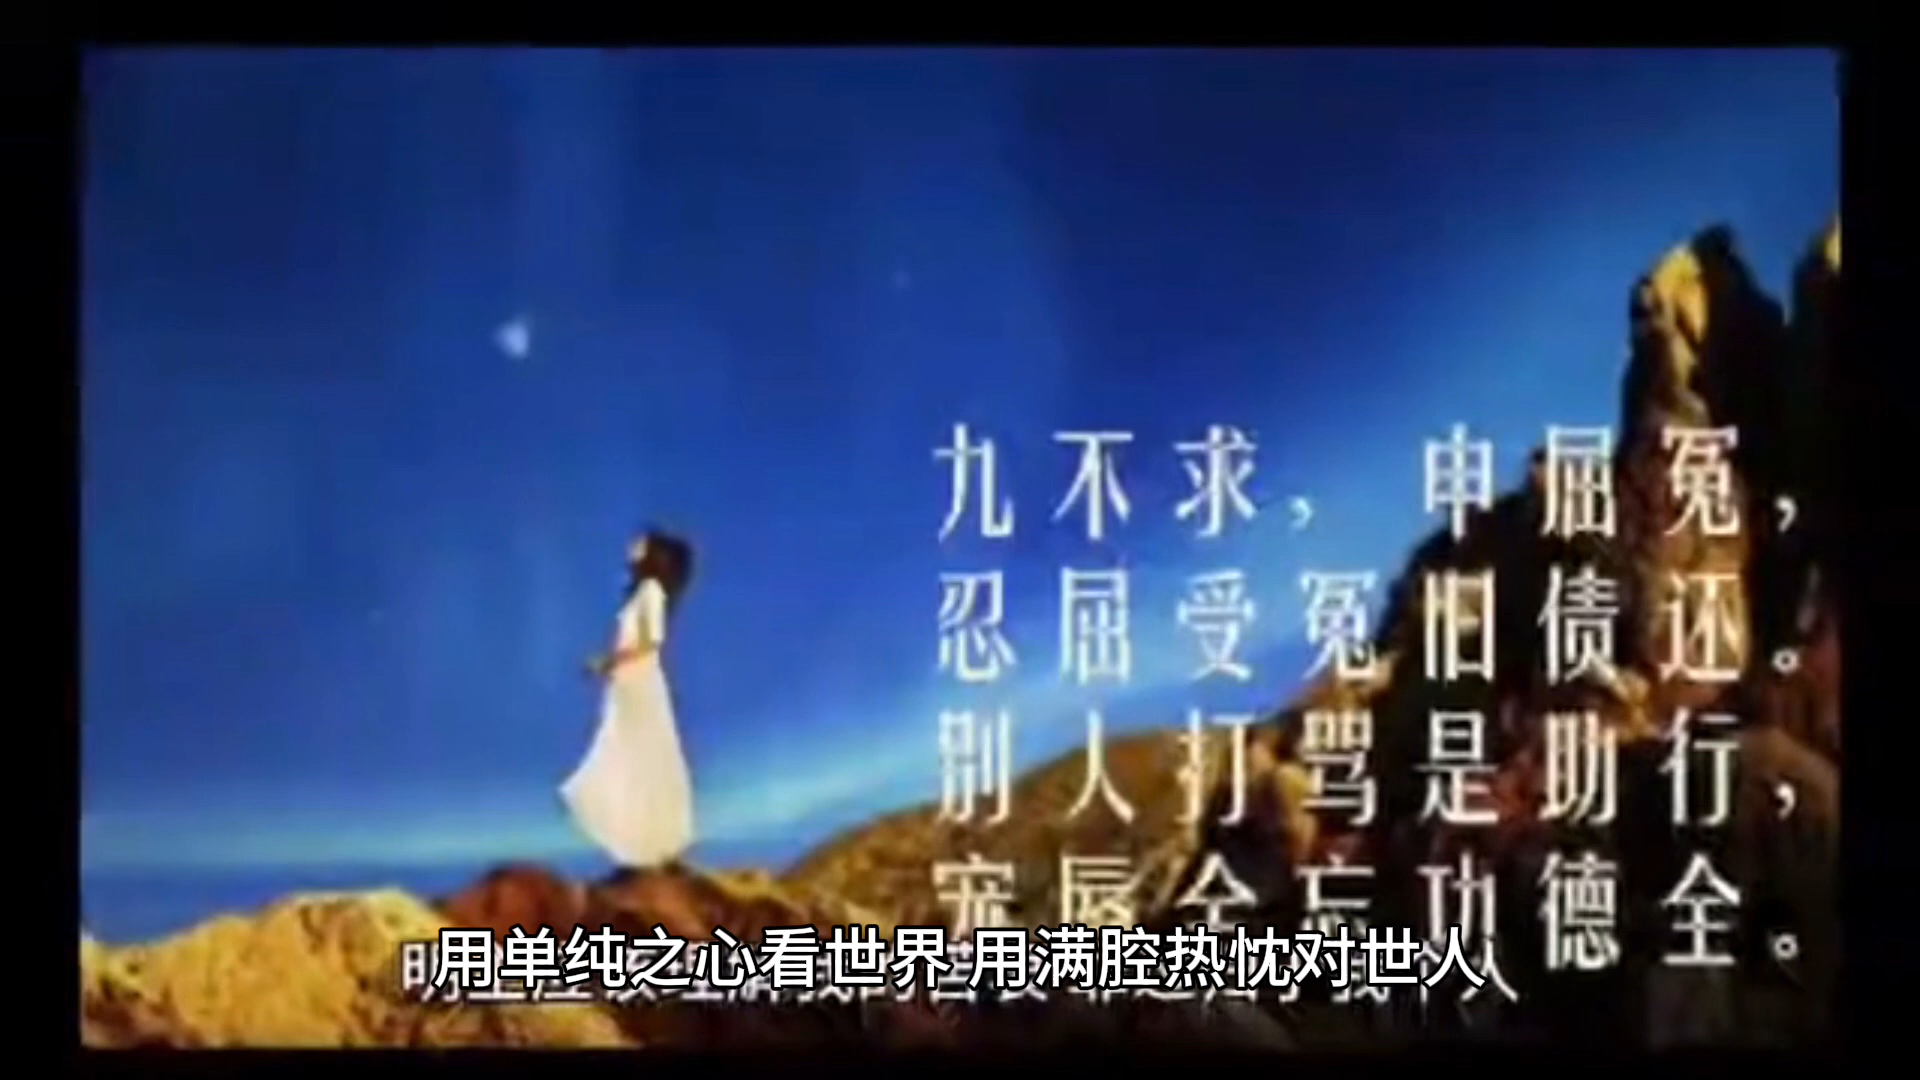 九不求，申屈冤，
忍屈受冤旧债还。
别人打骂是助行，
宠辱全忘功德全。
用单纯之心看世界 用满腔热忱对世人